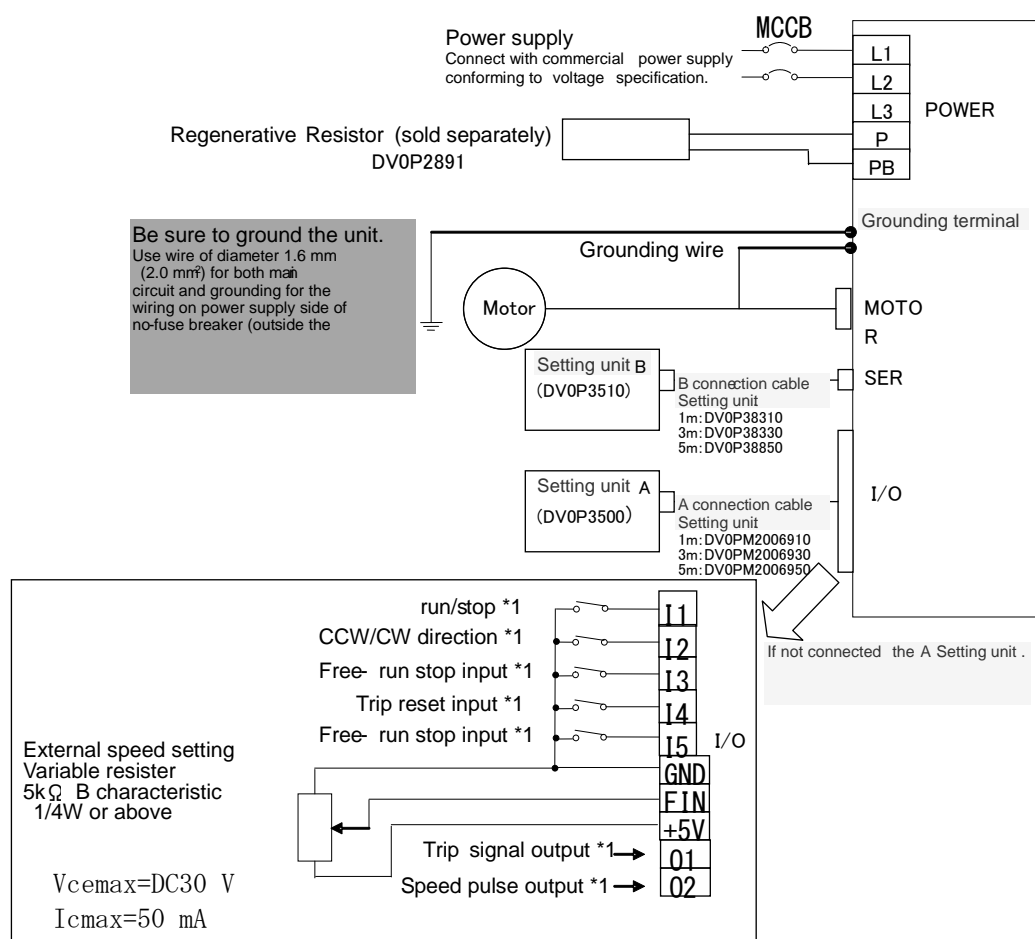 MCCB
Power supply
Connect with commercial power supply
conforming to voltage specification.
L1
L2
L3
P
PB
POWER
Regenerative Resistor (sold separately)
DV0P2891
Be sure to ground the unit.
Use wire of diameter 1.6 mm
(2.0 mm²) for both main
circuit and grounding for the
wiring on power supply side of
no-fuse breaker (outside the
Grounding terminal
Grounding wire
Motor
MOTO
R
Setting unit B
(DV0P3510)
B connection cable
Setting unit
1m:DV0P38310
3m:DV0P38330
5m:DV0P38850
SER
Setting unit A
(DV0P3500)
A connection cable
Setting unit
1m:DV0PM2006910
3m:DV0PM2006930
5m:DV0PM2006950
I/O
If not connected the A Setting unit .
run/stop *1
CCW/CW direction *1
Free- run stop input *1
Trip reset input *1
Free- run stop input *1
I1
I2
I3
I4
I5
GND
FIN
+5V
O1
O2
I/O
External speed setting
Variable resister
5kΩ B characteristic
1/4W or above
Trip signal output *1
Speed pulse output *1
Vcemax=DC30 V
Icmax=50 mA